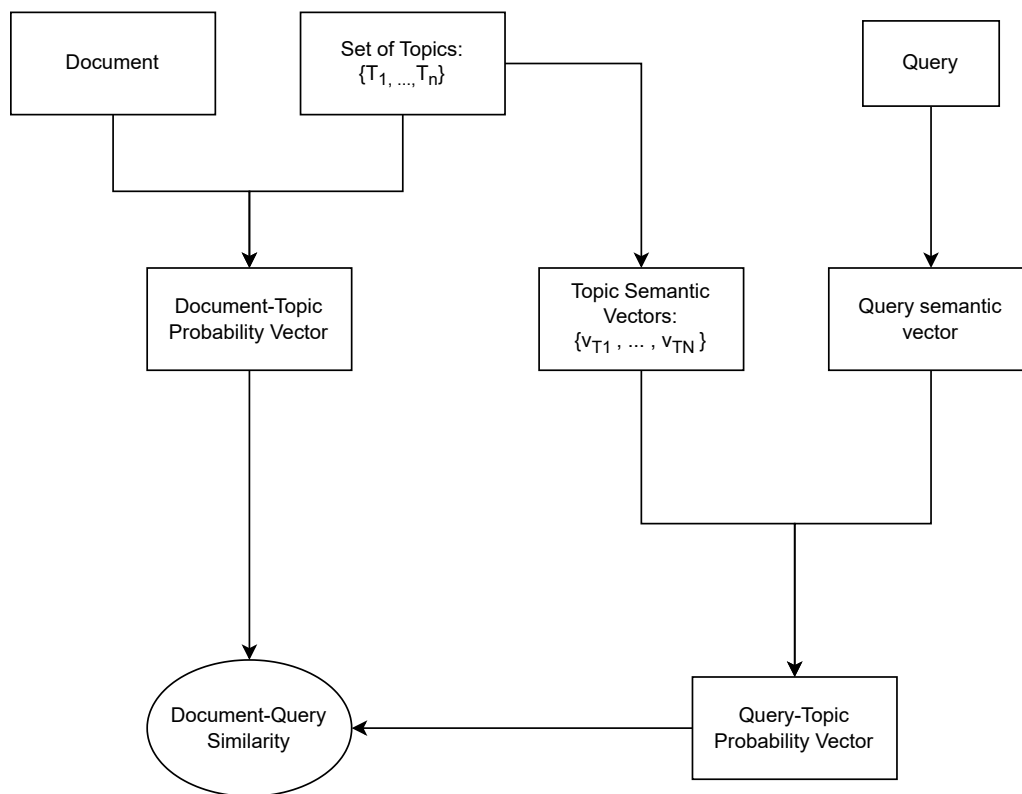 Document
Set of Topics:
{T1, ...,Tn}
Query
Document-Topic
Probability Vector
Topic Semantic
Vectors:
{vT1 , ... , vTN }
Query semantic
vector
Document-Query
Similarity
Query-Topic
Probability Vector